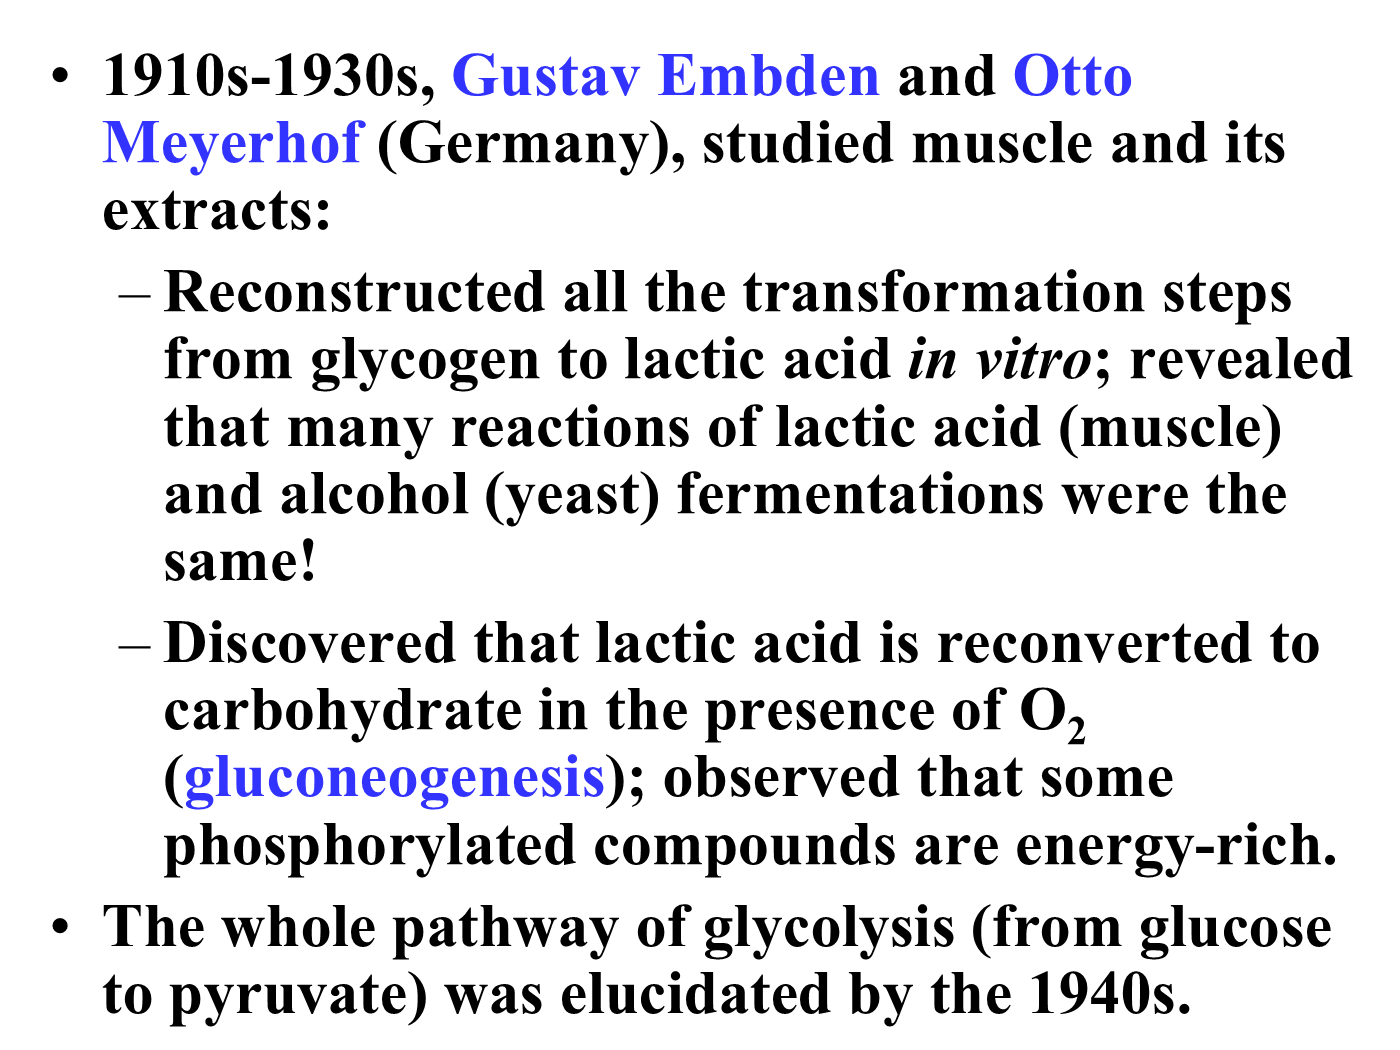 • 1910s-1930s, Gustav Embden and Otto
Meyerhof (Germany), studied muscle and its
extracts:
– Reconstructed all the transformation steps
from glycogen to lactic acid in vitro; revealed
that many reactions of lactic acid (muscle)
and alcohol (yeast) fermentations were the
same!
– Discovered that lactic acid is reconverted to
carbohydrate in the presence of O₂
(gluconeogenesis); observed that some
phosphorylated compounds are energy-rich.
• The whole pathway of glycolysis (from glucose
to pyruvate) was elucidated by the 1940s.